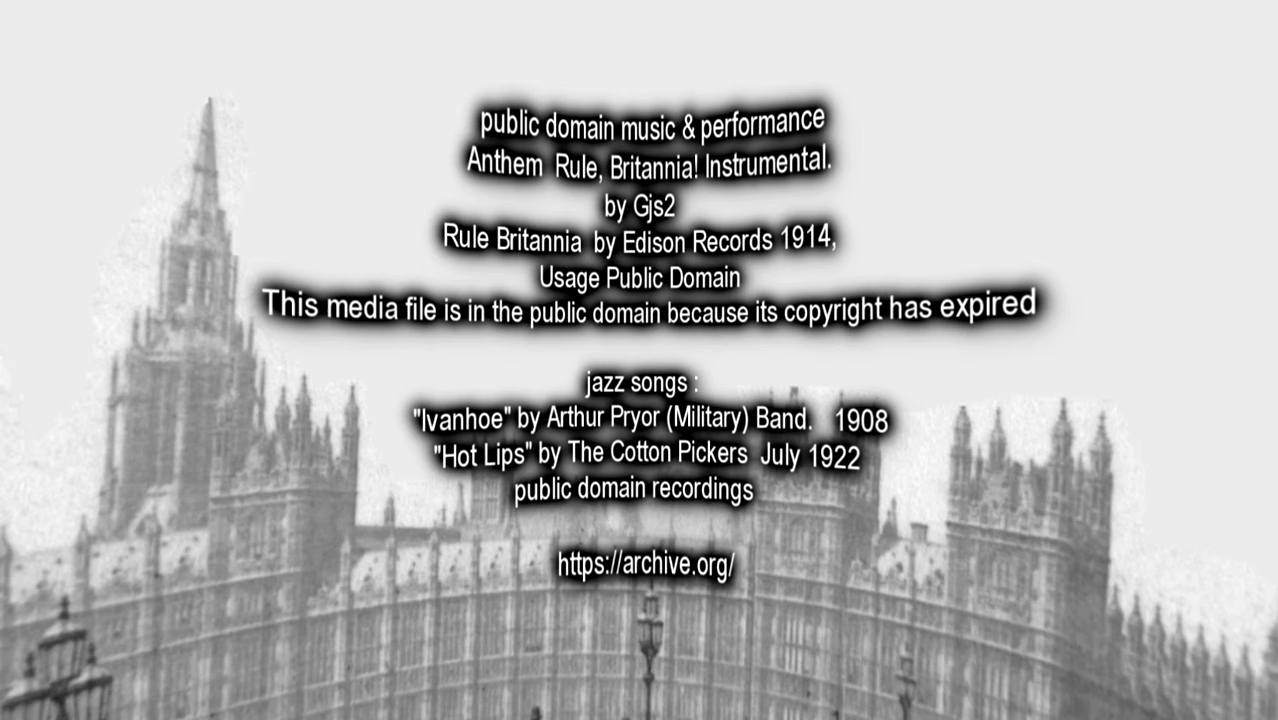 public domain music & performance
Anthem Rule, Britannia! Instrumental.
by Gjs2
Rule Britannia by Edison Records 1914,
Usage Public Domain
This media file is in the public domain because its copyright has expired
jazz songs :
"Ivanhoe" by Arthur Pryor (Military) Band. 1908
"Hot Lips" by The Cotton Pickers July 1922
public domain recordings
https://archive.org/